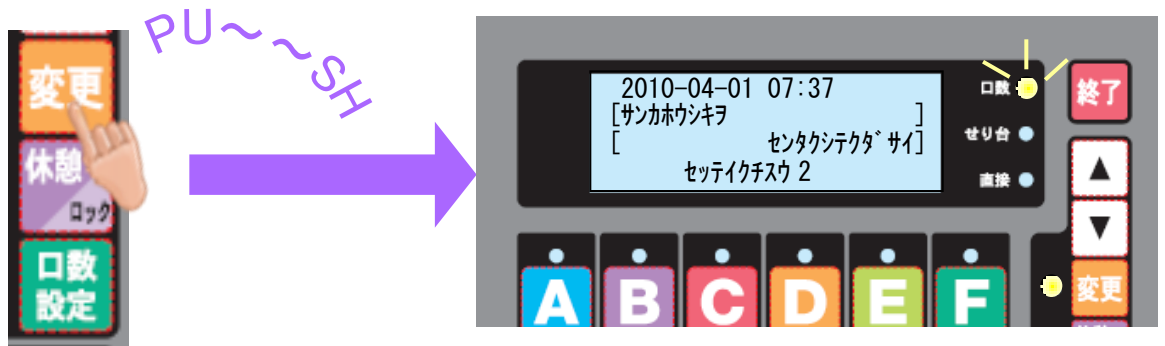 変更
休憩
ロック
口数
設定
PU～～SH
2010-04-01 07:37
[サンカホウシキヲ ]
[ センタクシテクダサイ]
セッテイクチスウ 2
口数
せり台
直接
終了
▲
▼
変更
A B C D E F